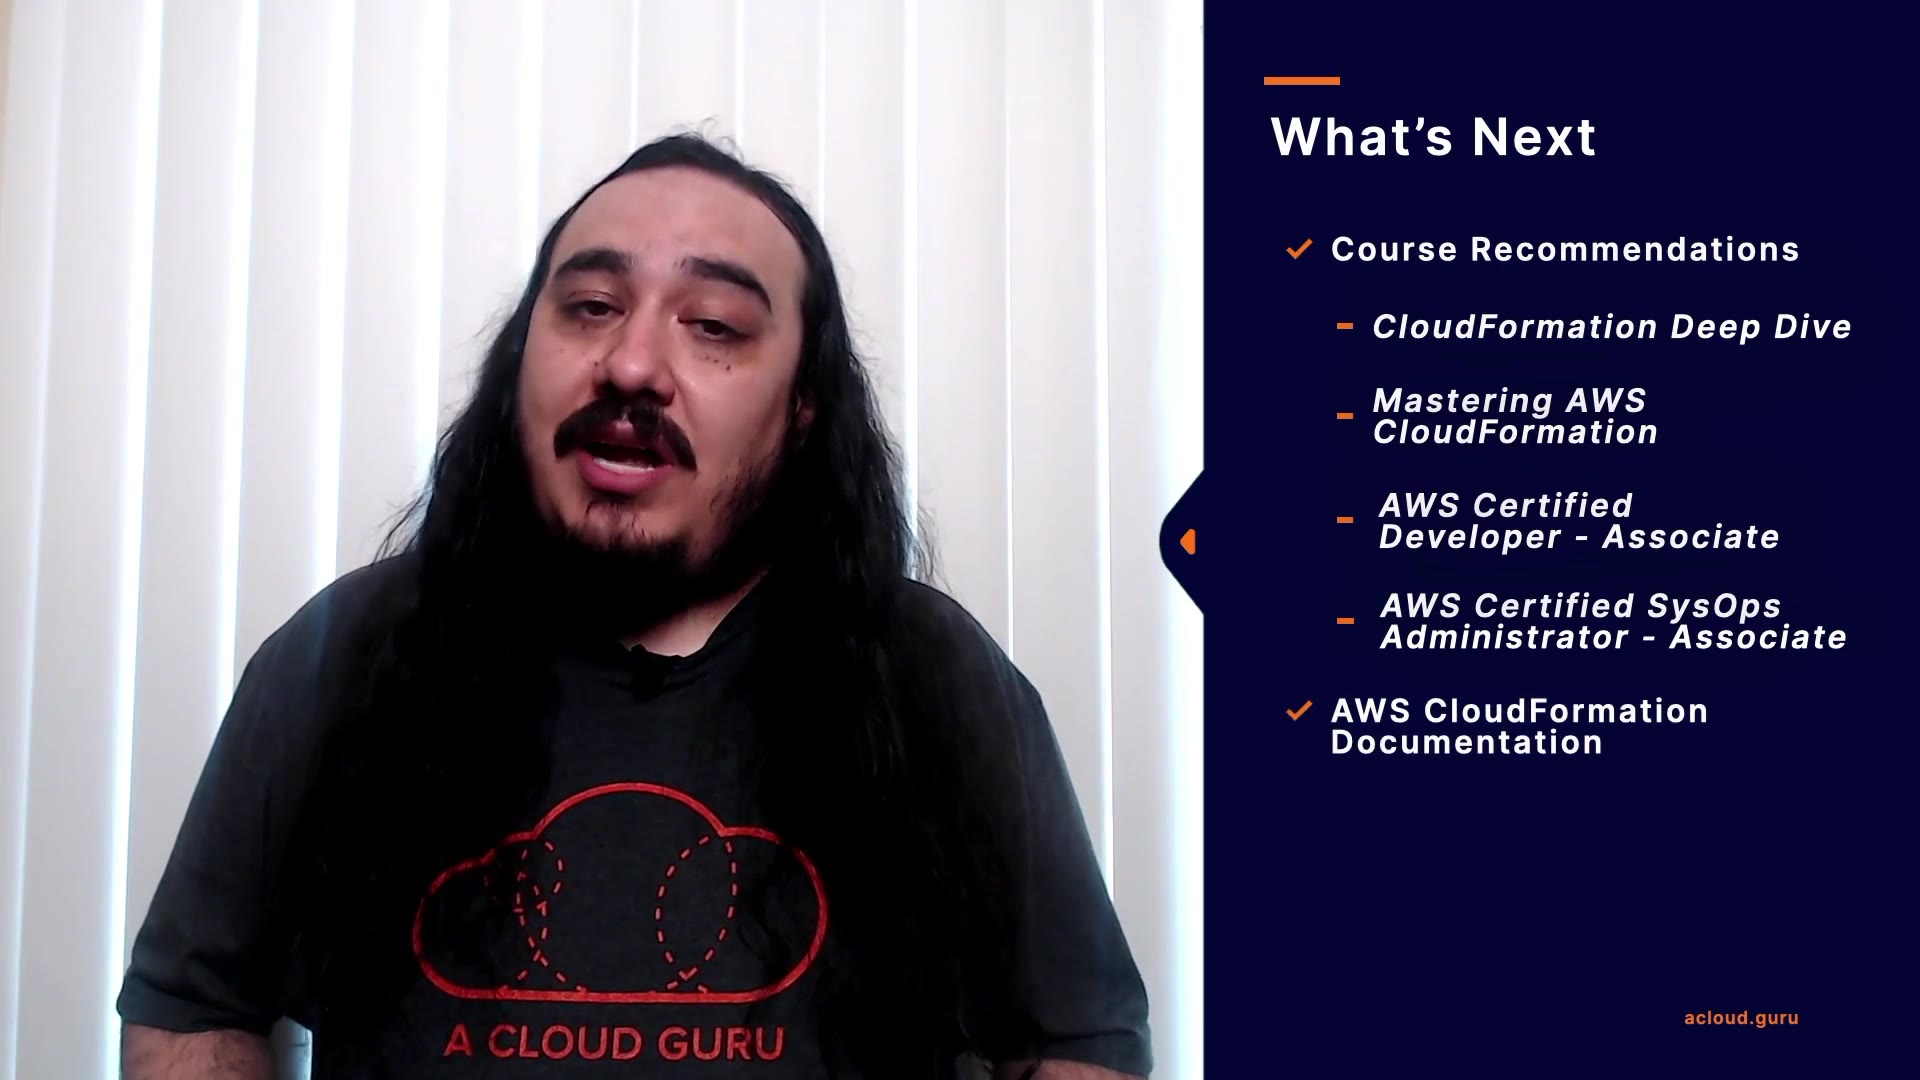 What's Next
Course Recommendations
CloudFormation Deep Dive
Mastering AWS
CloudFormation
AWS Certified
Developer - Associate
AWS Certified SysOps
Administrator - Associate
AWS CloudFormation
Documentation
A CLOUD GURU
acloud.guru